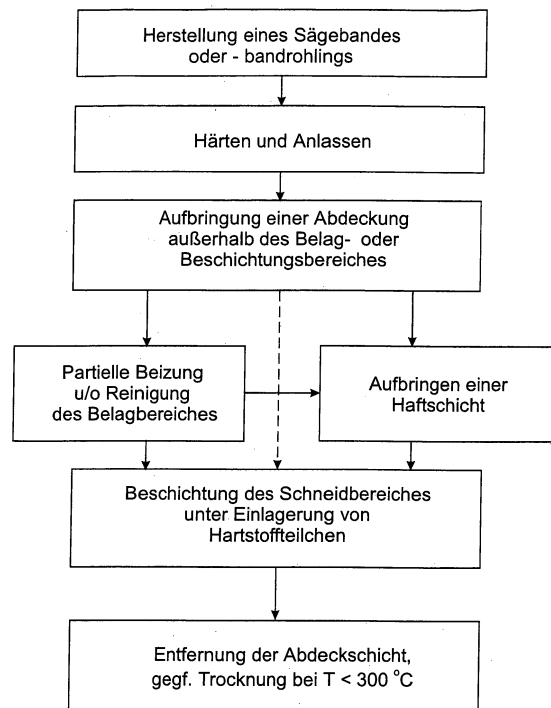 Herstellung eines Sägebandes
oder - bandrohlings
Härten und Anlassen
Aufbringung einer Abdeckung
außerhalb des Belag- oder
Beschichtungsbereiches
Partielle Beizung
u/o Reinigung
des Belagbereiches
Aufbringen einer
Haftschicht
Beschichtung des Schneidbereiches
unter Einlagerung von
Hartstoffteilchen
Entfernung der Abdeckschicht,
gegf. Trocknung bei T < 300 °C